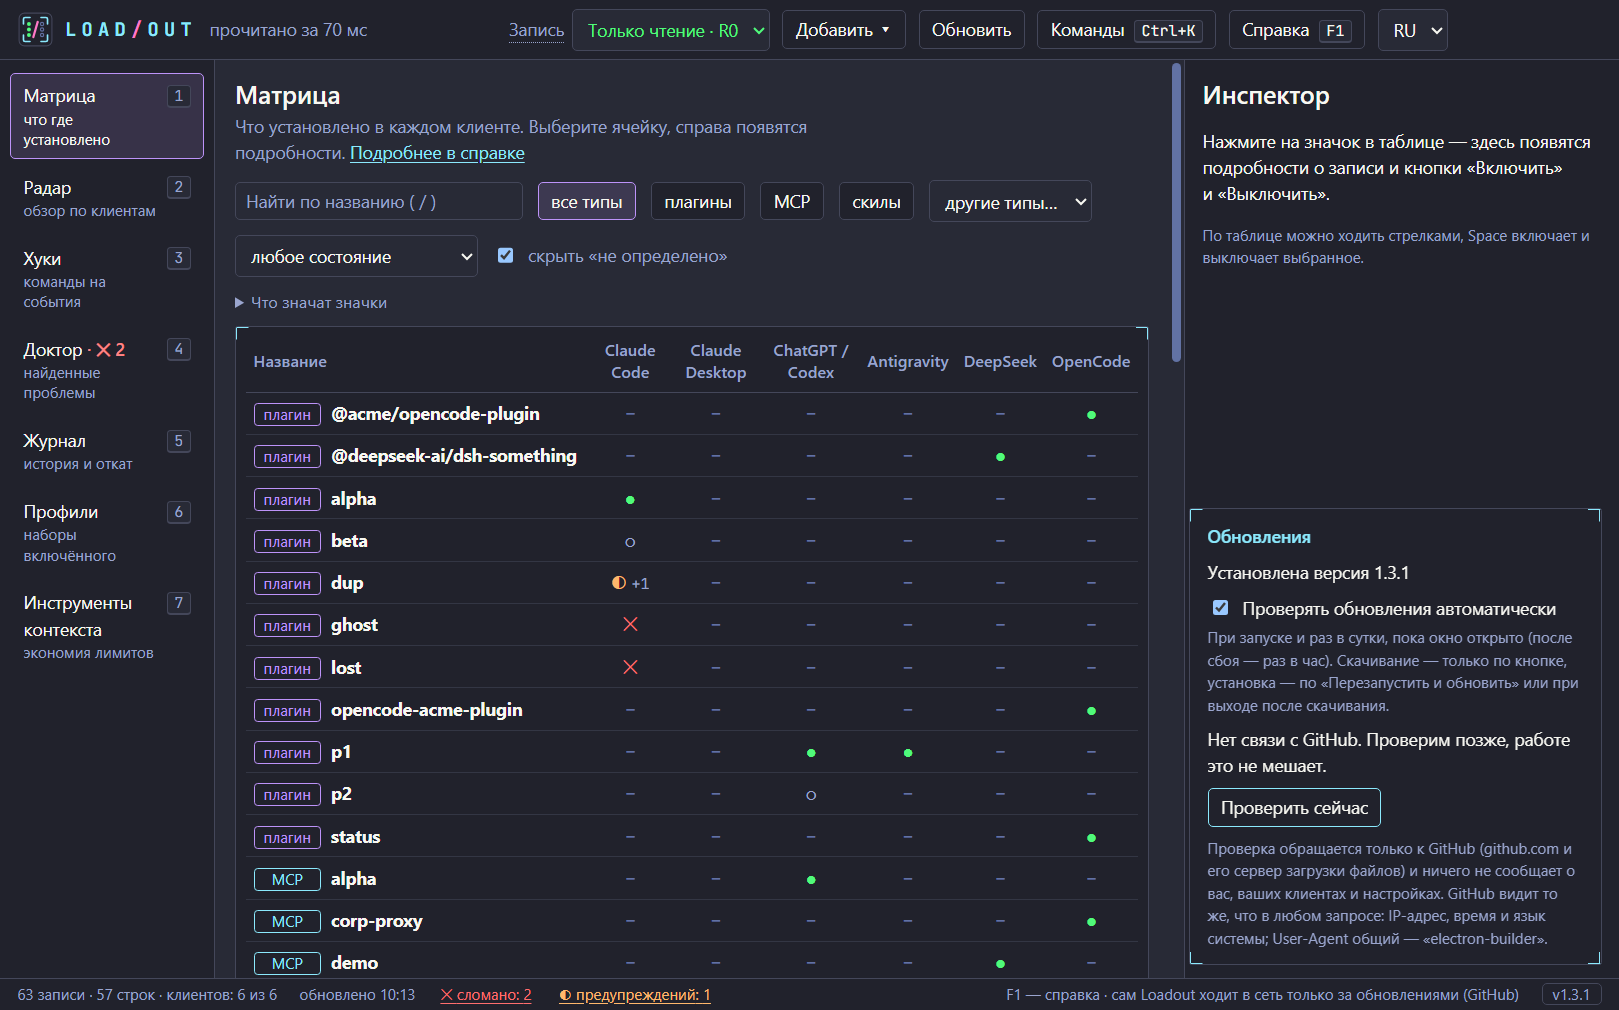 LOAD/OUT прочитано за 70 мс Запись Только чтение · R0 Добавить ▾ Обновить Команды Ctrl+K Справка F1 RU
Матрица 1
что где
установлено
Радар 2
обзор по клиентам
Хуки 3
команды на
события
Доктор · ✕ 2 4
найденные
проблемы
Журнал 5
история и откат
Профили 6
наборы
включённого
Инструменты 7
контекста
экономия лимитов
Матрица
Что установлено в каждом клиенте. Выберите ячейку, справа появятся
подробности. Подробнее в справке
Найти по названию ( / ) все типы плагины MCP скилы другие типы...
любое состояние скрыть «не определено»
▶ Что значат значки
Название Claude Code Claude Desktop ChatGPT / Codex Antigravity DeepSeek OpenCode
плагин @acme/opencode-plugin – – – – – ●
плагин @deepseek-ai/dsh-something – – – – ● –
плагин alpha ● – – – – –
плагин beta ○ – – – – –
плагин dup ◐ +1 – – – – –
плагин ghost ✕ – – – – –
плагин lost ✕ – – – – –
плагин opencode-acme-plugin – – – – – ●
плагин p1 – – ● ● – –
плагин p2 – – ○ – – –
плагин status – – – – – ●
MCP alpha – – ● – – –
MCP corp-proxy – – – – – ●
MCP demo – – – – ● –
Инспектор
Нажмите на значок в таблице — здесь появятся
подробности о записи и кнопки «Включить»
и «Выключить».
По таблице можно ходить стрелками, Space включает и
выключает выбранное.
Обновления
Установлена версия 1.3.1
Проверять обновления автоматически
При запуске и раз в сутки, пока окно открыто (после
сбоя — раз в час). Скачивание — только по кнопке,
установка — по «Перезапустить и обновить» или при
выходе после скачивания.
Нет связи с GitHub. Проверим позже, работе
это не мешает.
Проверить сейчас
Проверка обращается только к GitHub (github.com и
его сервер загрузки файлов) и ничего не сообщает о
вас, ваших клиентах и настройках. GitHub видит то
же, что в любом запросе: IP-адрес, время и язык
системы; User-Agent общий — «electron-builder».
63 записи · 57 строк · клиентов: 6 из 6 обновлено 10:13 ✕ сломано: 2 ◐ предупреждений: 1 F1 — справка · сам Loadout ходит в сеть только за обновлениями (GitHub) v1.3.1